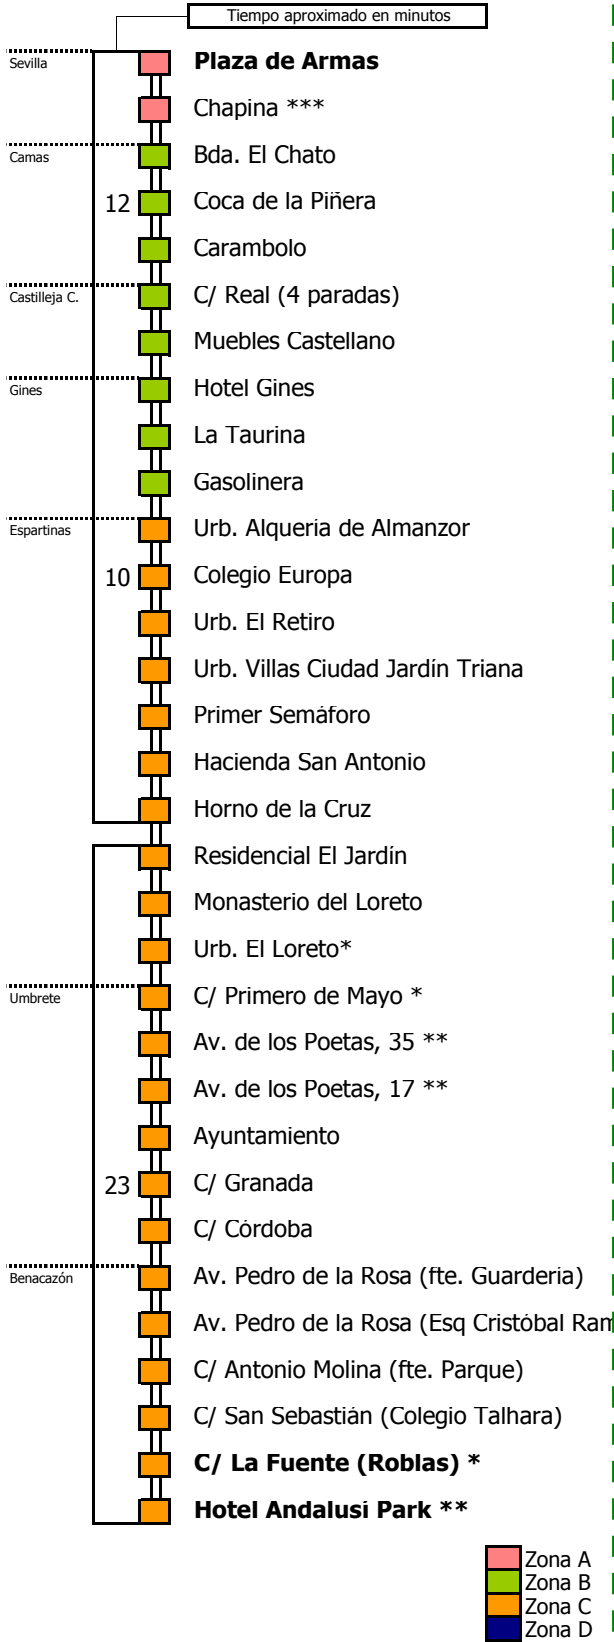 Tiempo aproximado en minutos
Sevilla
Plaza de Armas
Chapina ***
Camas
Bda. El Chato
12
Coca de la Piñera
Carambolo
Castilleja C.
C/ Real (4 paradas)
Muebles Castellano
Gines
Hotel Gines
La Taurina
Gasolinera
Espartinas
Urb. Alquería de Almanzor
10
Colegio Europa
Urb. El Retiro
Urb. Villas Ciudad Jardín Triana
Primer Semáforo
Hacienda San Antonio
Horno de la Cruz
Residencial El Jardín
Monasterio del Loreto
Urb. El Loreto*
Umbrete
C/ Primero de Mayo *
Av. de los Poetas, 35 **
Av. de los Poetas, 17 **
Ayuntamiento
23
C/ Granada
C/ Córdoba
Benacazón
Av. Pedro de la Rosa (fte. Guardería)
Av. Pedro de la Rosa (Esq Cristóbal Ram
C/ Antonio Molina (fte. Parque)
C/ San Sebastián (Colegio Talhara)
C/ La Fuente (Roblas) *
Hotel Andalusí Park **
Zona A
Zona B
Zona C
Zona D